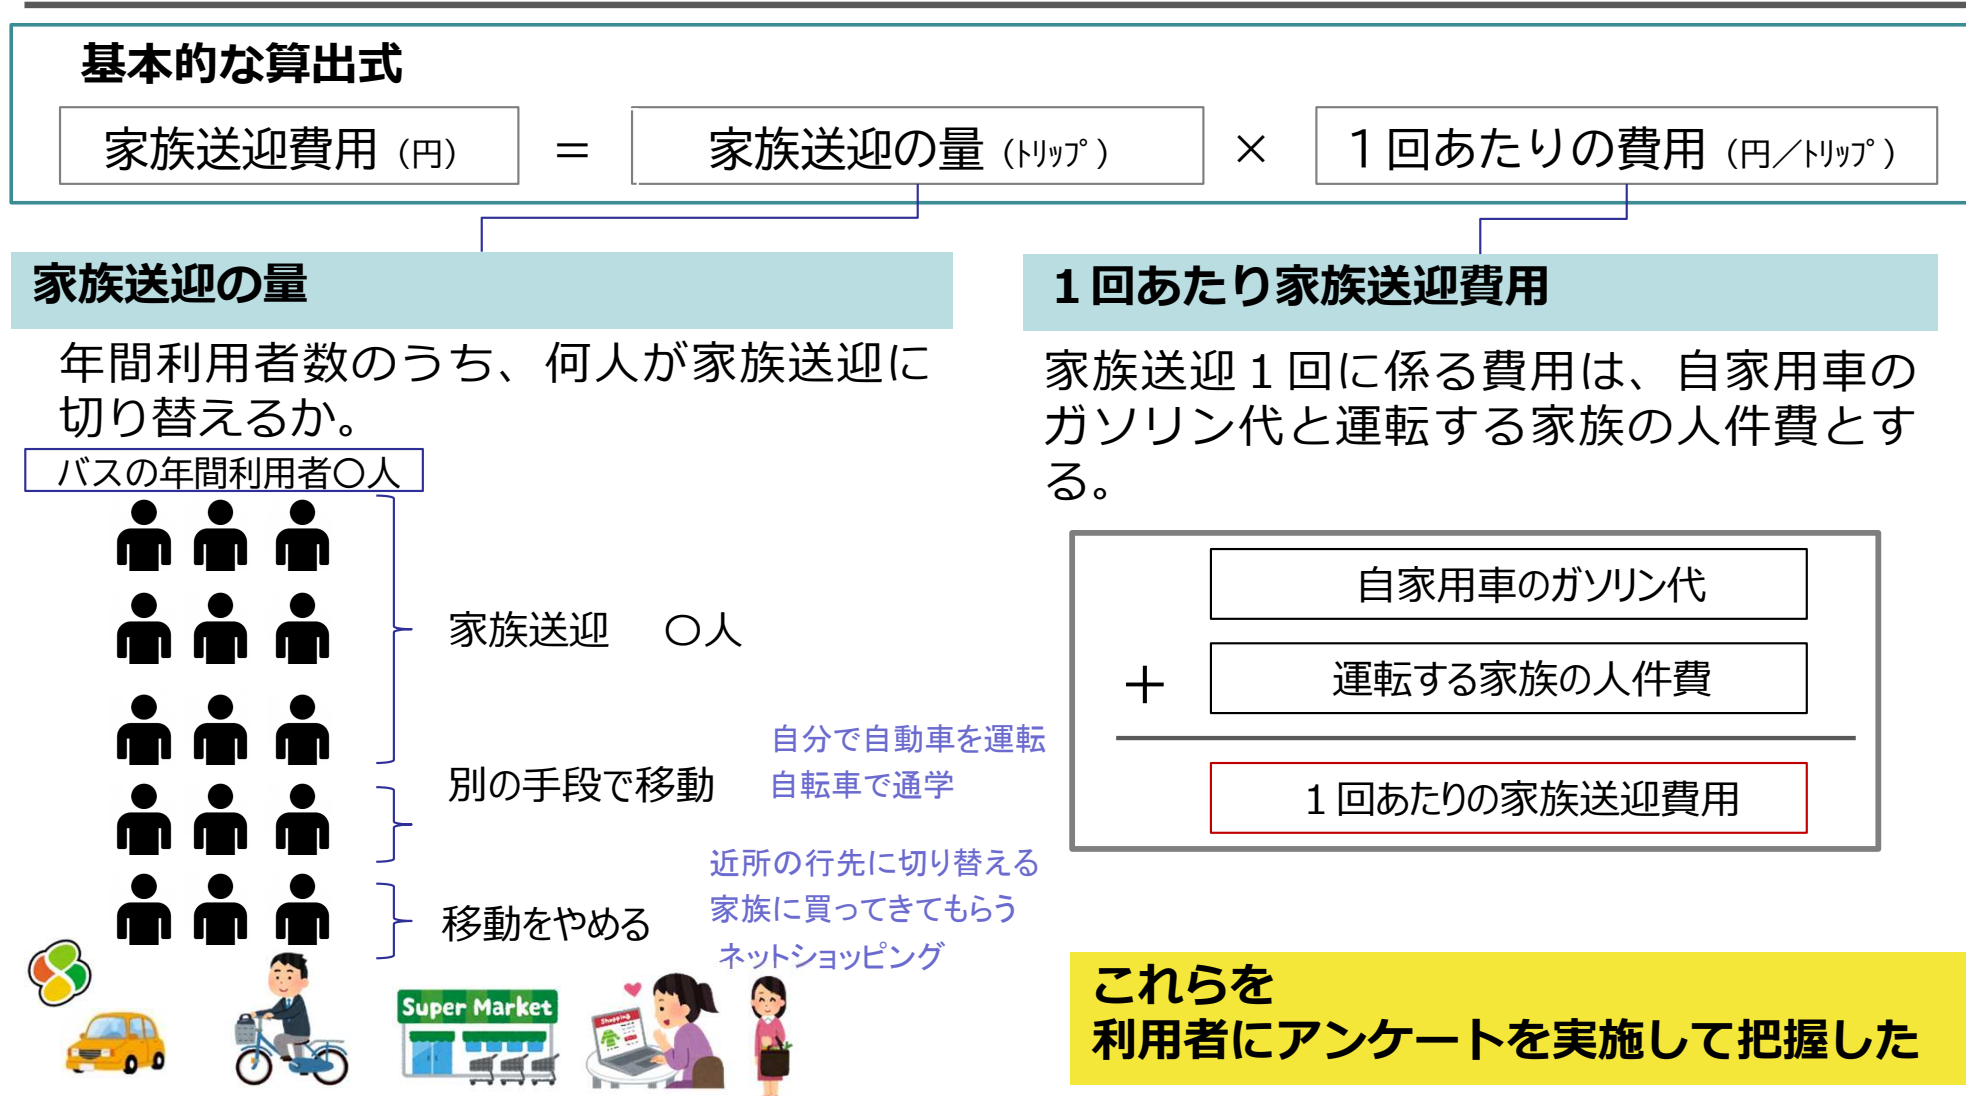 基本的な算出式
家族送迎費用（円） ＝ 家族送迎の量（ﾄﾘｯﾌﾟ） × １回あたりの費用（円／ﾄﾘｯﾌﾟ）
家族送迎の量
年間利用者数のうち、何人が家族送迎に
切り替えるか。
バスの年間利用者〇人
家族送迎　〇人
別の手段で移動
自分で自動車を運転
自転車で通学
移動をやめる
近所の行先に切り替える
家族に買ってきてもらう
ネットショッピング
Super Market
Shopping
１回あたり家族送迎費用
家族送迎１回に係る費用は、自家用車の
ガソリン代と運転する家族の人件費とす
る。
自家用車のガソリン代
＋ 運転する家族の人件費
１回あたりの家族送迎費用
これらを
利用者にアンケートを実施して把握した